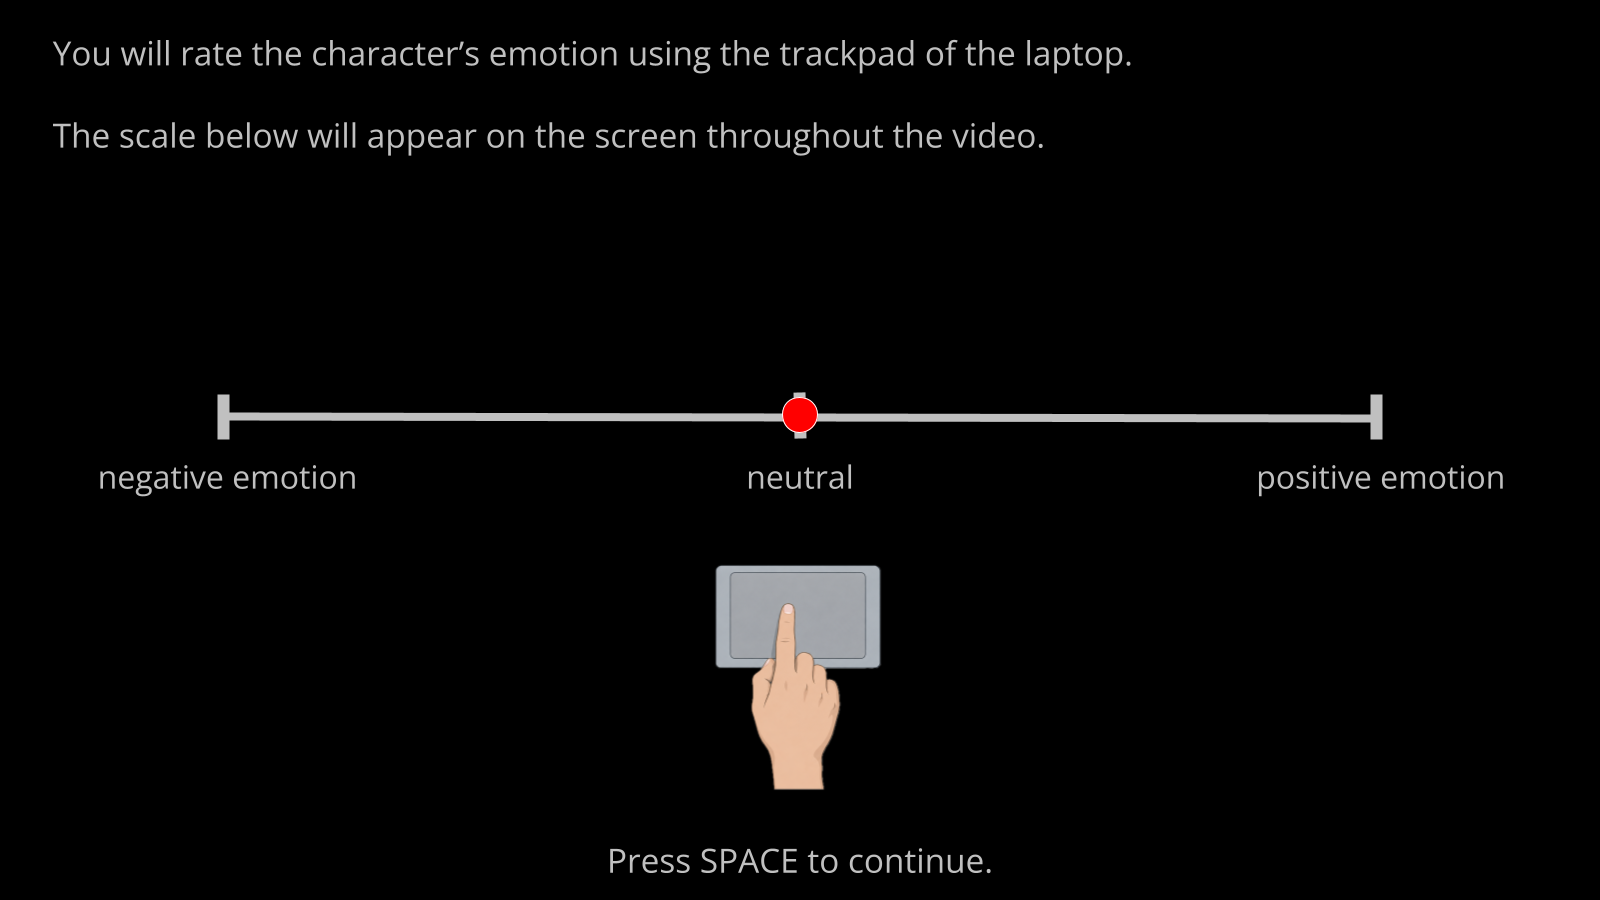 You will rate the character’s emotion using the trackpad of the laptop.
The scale below will appear on the screen throughout the video.
negative emotion neutral positive emotion
Press SPACE to continue.